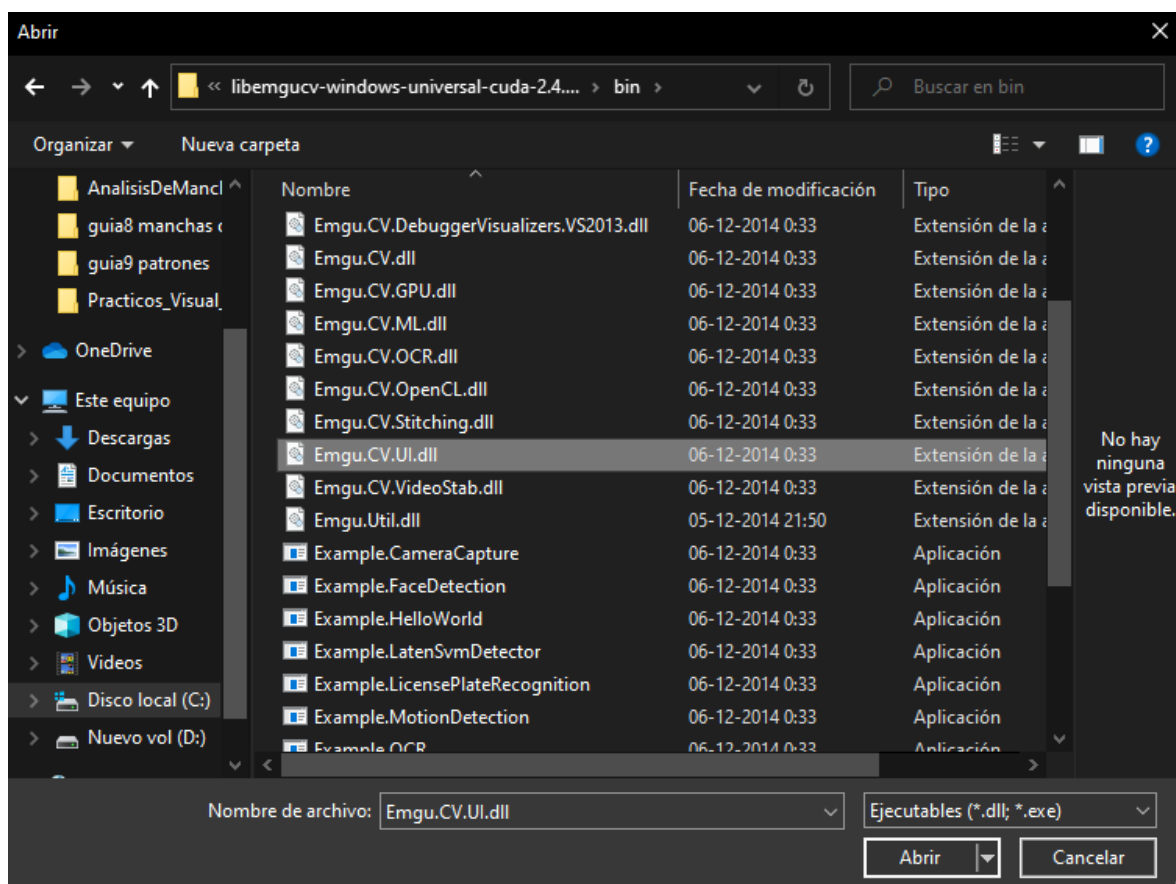 Abrir
« libemgucv-windows-universal-cuda-2.4.... > bin >
Buscar en bin
Organizar
Nueva carpeta
AnalisisDeMancl
guia8 manchas c
guia9 patrones
Practicos_Visual_
OneDrive
Este equipo
Descargas
Documentos
Escritorio
Imágenes
Música
Objetos 3D
Videos
Disco local (C:)
Nuevo vol (D:)
Nombre Fecha de modificación Tipo
Emgu.CV.DebuggerVisualizers.VS2013.dll 06-12-2014 0:33 Extensión de la a
Emgu.CV.dll 06-12-2014 0:33 Extensión de la a
Emgu.CV.GPU.dll 06-12-2014 0:33 Extensión de la a
Emgu.CV.ML.dll 06-12-2014 0:33 Extensión de la a
Emgu.CV.OCR.dll 06-12-2014 0:33 Extensión de la a
Emgu.CV.OpenCL.dll 06-12-2014 0:33 Extensión de la a
Emgu.CV.Stitching.dll 06-12-2014 0:33 Extensión de la a
Emgu.CV.UI.dll 06-12-2014 0:33 Extensión de la a
Emgu.CV.VideoStab.dll 06-12-2014 0:33 Extensión de la a
Emgu.Util.dll 05-12-2014 21:50 Extensión de la a
Example.CameraCapture 06-12-2014 0:33 Aplicación
Example.FaceDetection 06-12-2014 0:33 Aplicación
Example.HelloWorld 06-12-2014 0:33 Aplicación
Example.LatenSvmDetector 06-12-2014 0:33 Aplicación
Example.LicensePlateRecognition 06-12-2014 0:33 Aplicación
Example.MotionDetection 06-12-2014 0:33 Aplicación
Example.OCR 06-12-2014 0:33 Aplicación
No hay
ninguna
vista previa
disponible.
Nombre de archivo: Emgu.CV.UI.dll
Ejecutables (*.dll; *.exe)
Abrir
Cancelar